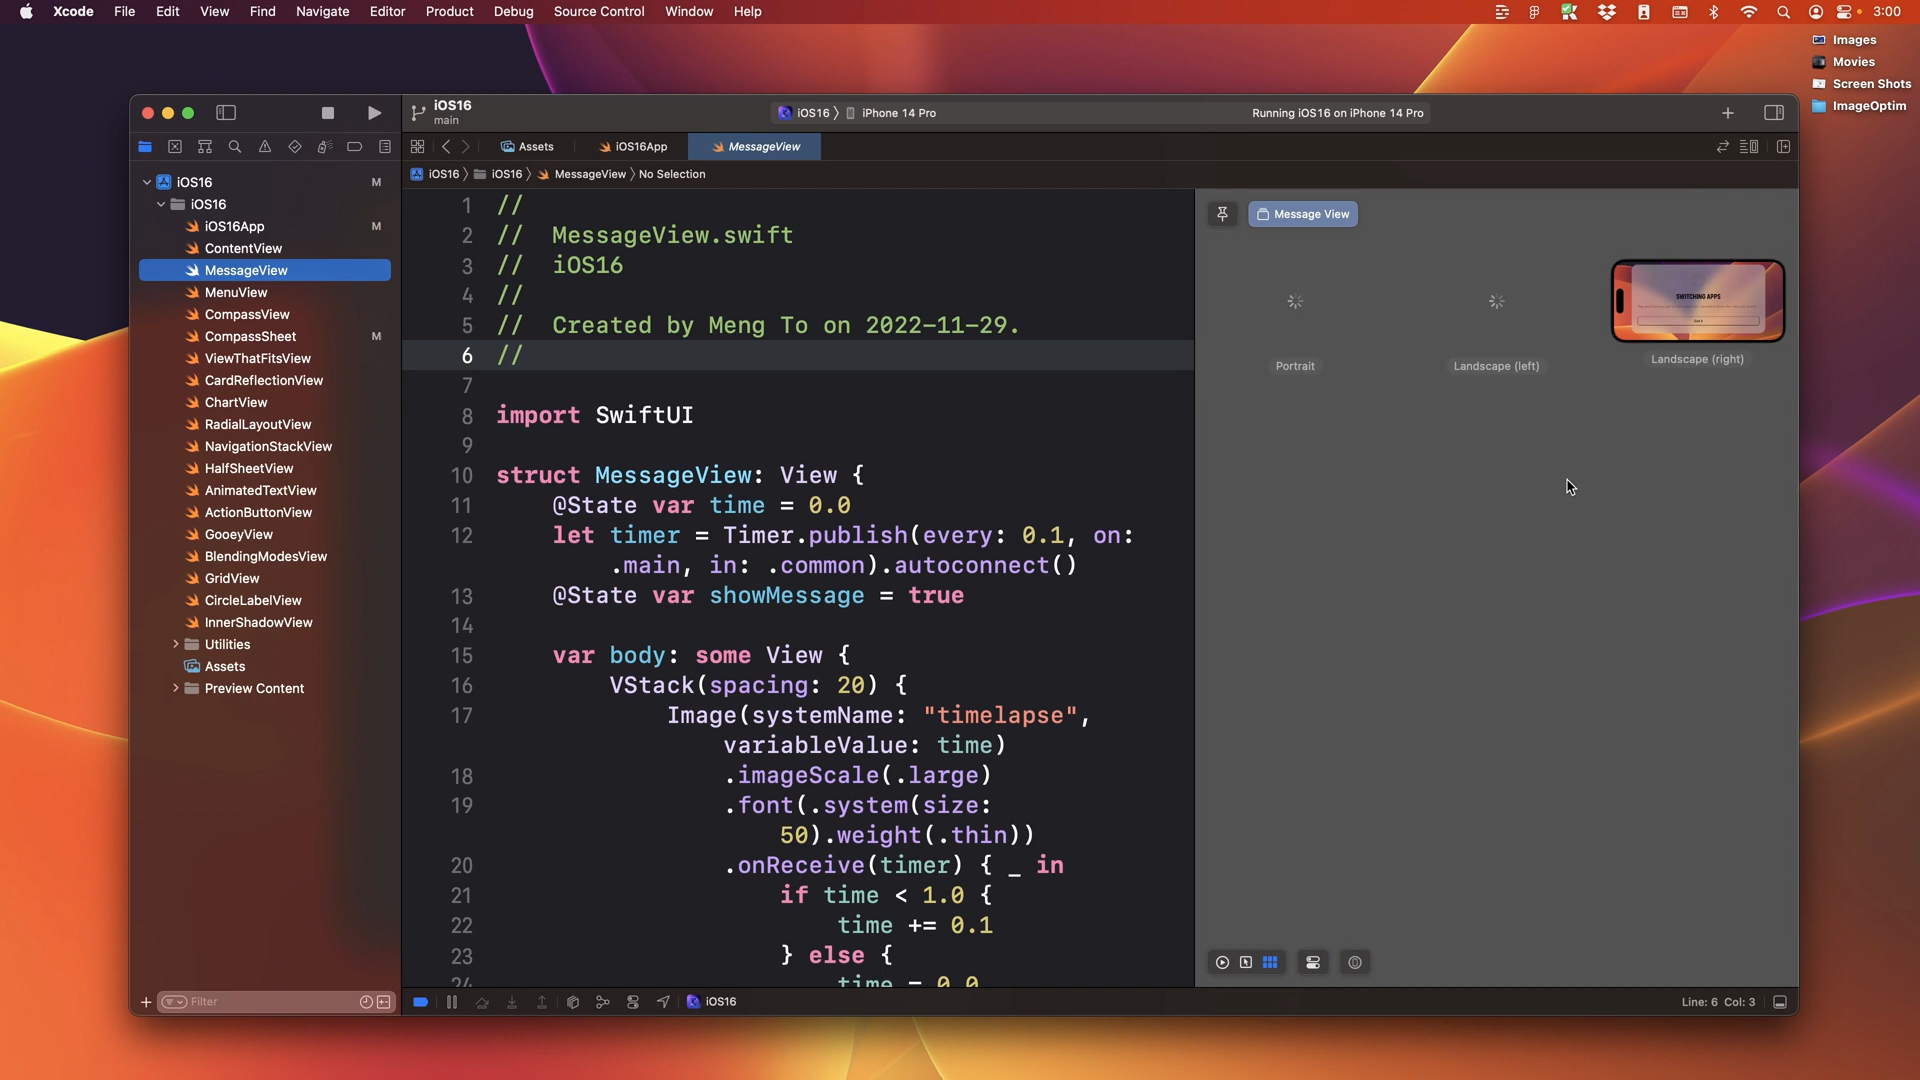 Xcode File Edit View Find Navigate Editor Product Debug Source Control Window Help 3:00
Images
Movies
Screen Shots
ImageOptim
iOS16
main
iOS16 〉 iPhone 14 Pro
Running iOS16 on iPhone 14 Pro
Assets iOS16App MessageView
iOS16 〉 iOS16 〉 MessageView 〉 No Selection
iOS16 M
iOS16
iOS16App M
ContentView
MessageView
MenuView
CompassView
CompassSheet M
ViewThatFitsView
CardReflectionView
ChartView
RadialLayoutView
NavigationStackView
HalfSheetView
AnimatedTextView
ActionButtonView
GooeyView
BlendingModesView
GridView
CircleLabelView
InnerShadowView
Utilities
Assets
Preview Content
Filter
1 //
2 // MessageView.swift
3 // iOS16
4 //
5 // Created by Meng To on 2022-11-29.
6 //
7
8 import SwiftUI
9
10 struct MessageView: View {
11 @State var time = 0.0
12 let timer = Timer.publish(every: 0.1, on:
.main, in: .common).autoconnect()
13 @State var showMessage = true
14
15 var body: some View {
16 VStack(spacing: 20) {
17 Image(systemName: "timelapse",
variableValue: time)
18 .imageScale(.large)
19 .font(.system(size:
50).weight(.thin))
20 .onReceive(timer) { _ in
21 if time < 1.0 {
22 time += 0.1
23 } else {
24 time = 0.0
Message View
SWITCHING APPS
Portrait
Landscape (left)
Landscape (right)
iOS16
Line: 6 Col: 3